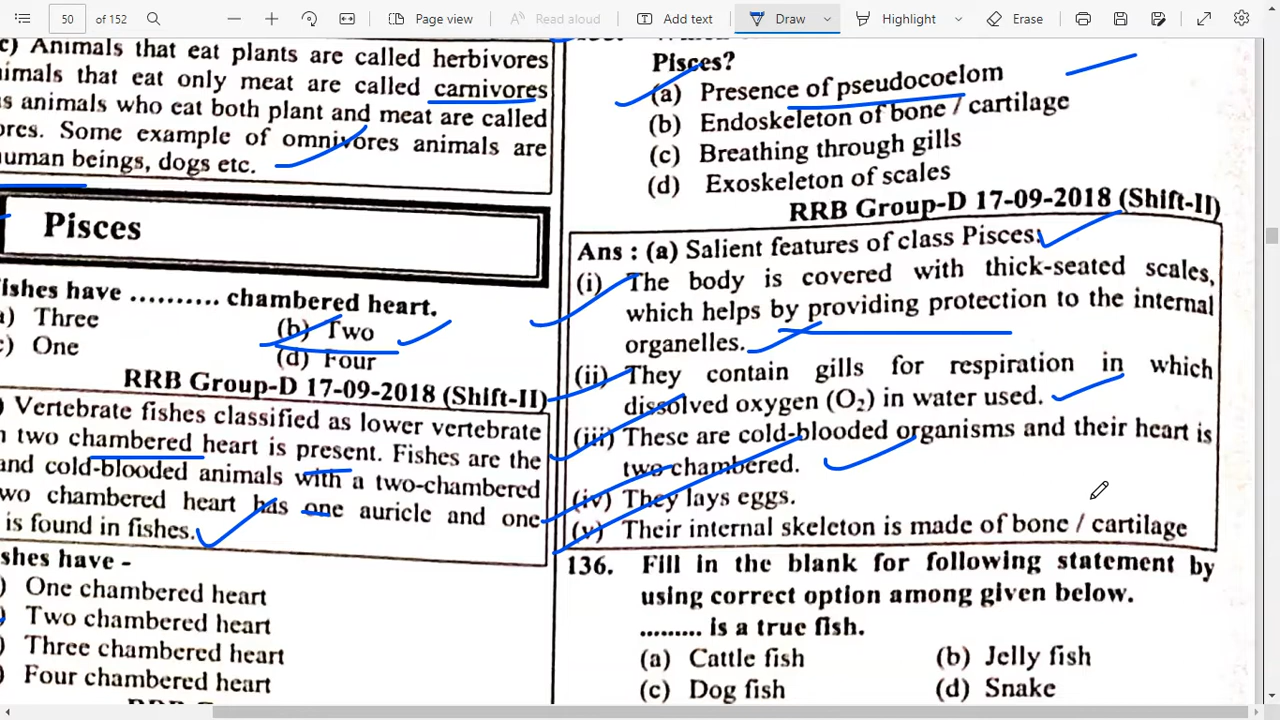 50 of 152
Page view
Read aloud
Add text
Draw
Highlight
Erase
c) Animals that eat plants are called herbivores
that eat only meat are called carnivores
animals who eat both plant and meat are called
Some example of omnivores animals are
human beings, dogs etc.
Pisces
have .......... chambered heart.
Three
(b) Two
c) One
(d) Four
RRB Group-D 17-09-2018 (Shift-II)
Vertebrate fishes classified as lower vertebrate
two chambered heart is present. Fishes are the
and cold-blooded animals with a two-chambered
chambered heart has one auricle and one
is found in fishes.
have -
One chambered heart
Two chambered heart
Three chambered heart
Four chambered heart
Pisces?
(a) Presence of pseudocoelom
(b) Endoskeleton of bone / cartilage
(c) Breathing through gills
(d) Exoskeleton of scales
RRB Group-D 17-09-2018 (Shift-II)
Ans : (a) Salient features of class Pisces:
(i) The body is covered with thick-seated scales,
which helps by providing protection to the internal
organelles.
(ii) They contain gills for respiration in which
dissolved oxygen (O₂) in water used.
(iii) These are cold-blooded organisms and their heart is
two chambered.
(iv) They lays eggs.
(v) Their internal skeleton is made of bone / cartilage
136. Fill in the blank for following statement by
using correct option among given below.
......... is a true fish.
(a) Cattle fish
(b) Jelly fish
(c) Dog fish
(d) Snake